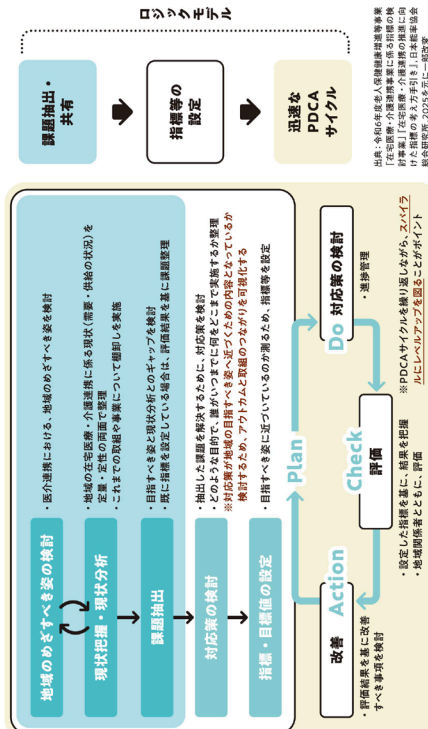 地域のめざすべき姿の検討
・医介連携における、地域のめざすべき姿を検討
現状把握・現状分析
・地域の在宅医療・介護連携に係る現状(需要・供給の状況)を
定量・定性の両面で整理
・これまでの取組や事業について棚卸しを実施
課題抽出
・目指すべき姿と現状分析とのギャップを検討
・既に指標を設定している場合は、評価結果を基に課題整理
対応策の検討
・抽出した課題を解決するために、対応策を検討
・どのような目的で、誰がいつまでに何をどこまで実施するか整理
※対応策が地域の目指すべき姿へ近づくための内容となっているか
検討するため、アウトカムと取組のつながりを可視化する
指標・目標値の設定
・目指すべき姿に近づいているのか測るため、指標等を設定
Plan
Do 対応策の検討
・進捗管理
Check
評価
・設定した指標を基に、結果を把握
・地域関係者とともに、評価
改善 Action
・評価結果を基に改善
すべき事項を検討
※PDCAサイクルを繰り返しながら、スパイラ
ルにレベルアップを図ることがポイント
ロジックモデル
課題抽出・
共有
指標等の
設定
迅速な
PDCA
サイクル
出典:令和6年度老人保健健康増進等事業
「在宅医療・介護連携事業に係る指標の検
討事業」「在宅医療・介護連携の推進に向
けた指標の考え方手引き」、日本能率協会
総合研究所、2025を元に一部改変